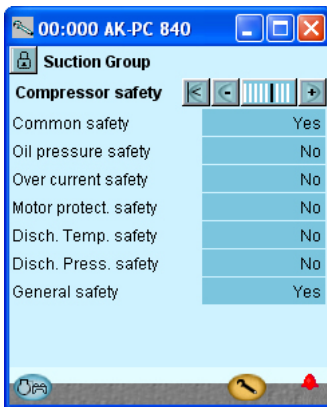 00:000 AK-PC 840
Suction Group
Compressor safety
Common safety Yes
Oil pressure safety No
Over current safety No
Motor protect. safety No
Disch. Temp. safety No
Disch. Press. safety No
General safety Yes